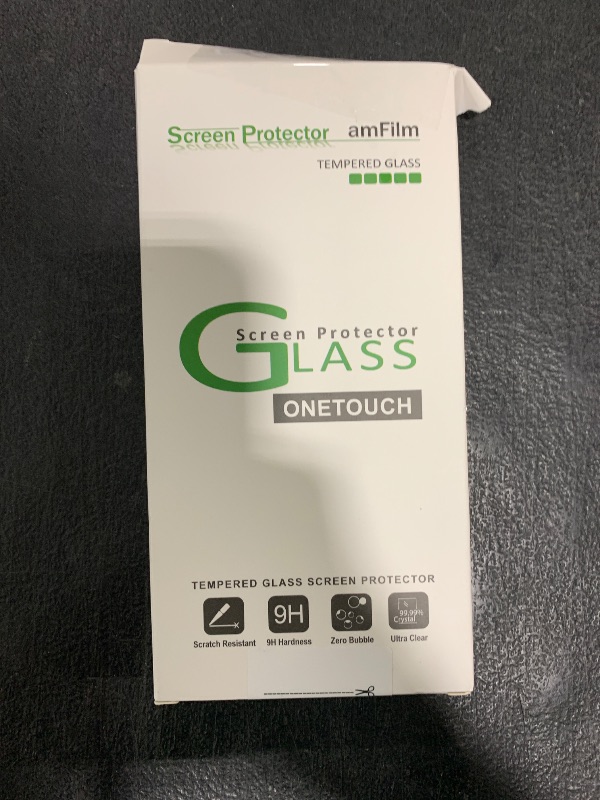 Screen Protector amFilm
TEMPERED GLASS
Screen Protector
GLASS
ONETOUCH
TEMPERED GLASS SCREEN PROTECTOR
9H
99.99%
Crystal
Scratch Resistant 9H Hardness Zero Bubble Ultra Clear